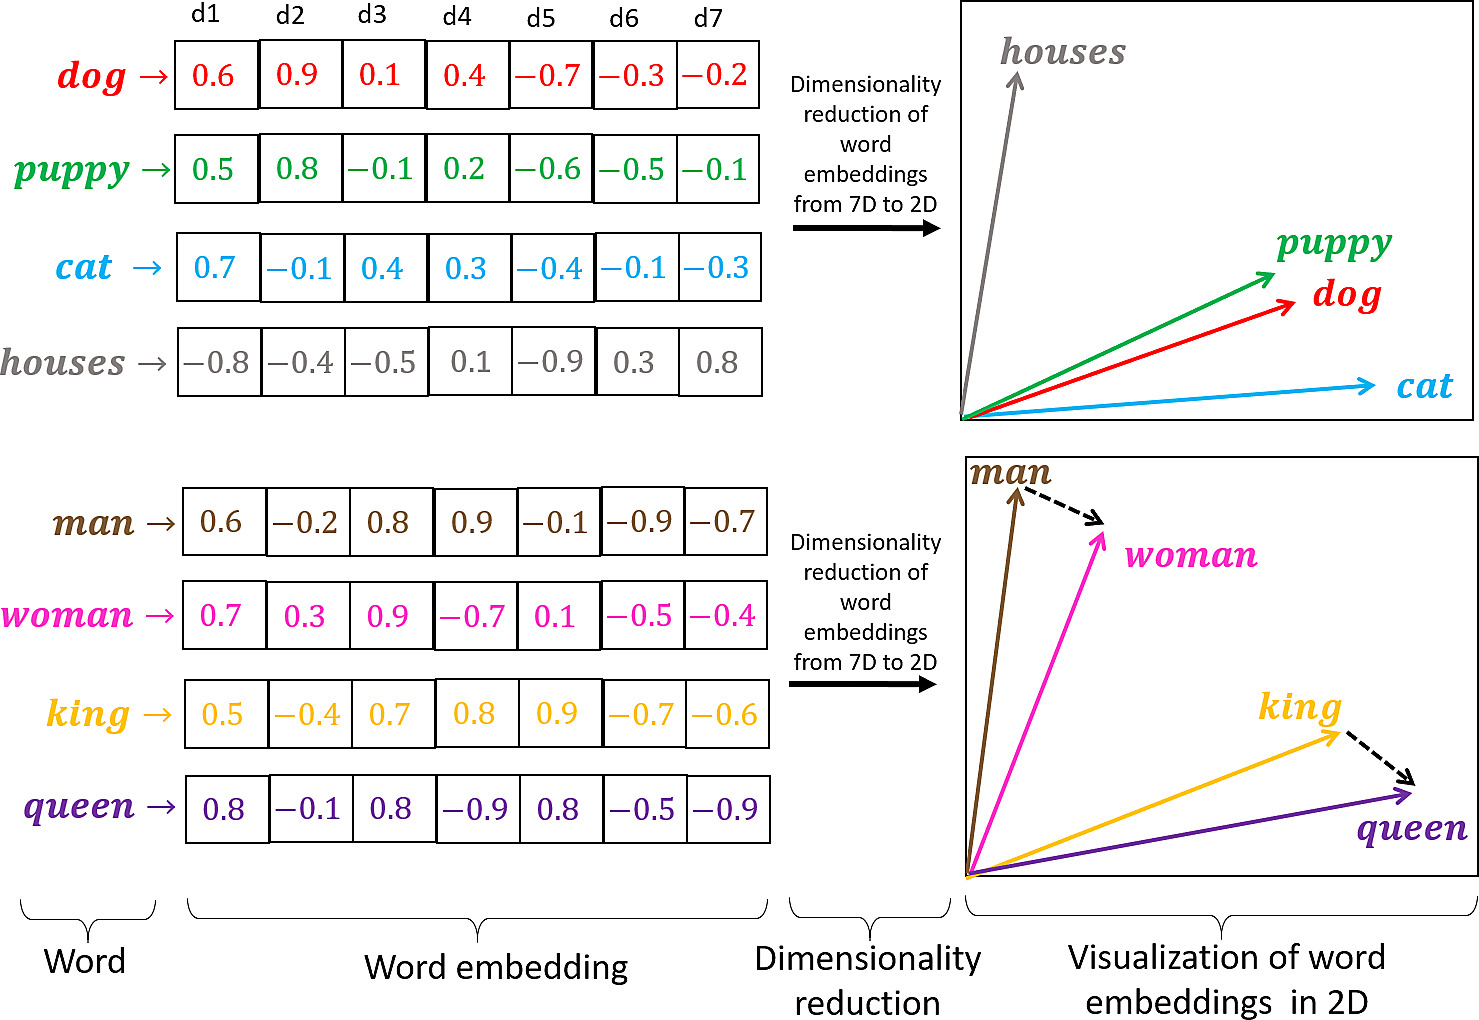 d1 d2 d3 d4 d5 d6 d7
dog → 0.6 0.9 0.1 0.4 −0.7 −0.3 −0.2
puppy → 0.5 0.8 −0.1 0.2 −0.6 −0.5 −0.1
cat → 0.7 −0.1 0.4 0.3 −0.4 −0.1 −0.3
houses → −0.8 −0.4 −0.5 0.1 −0.9 0.3 0.8
Dimensionality
reduction of
word
embeddings
from 7D to 2D
houses
puppy
dog
cat
man → 0.6 −0.2 0.8 0.9 −0.1 −0.9 −0.7
woman → 0.7 0.3 0.9 −0.7 0.1 −0.5 −0.4
king → 0.5 −0.4 0.7 0.8 0.9 −0.7 −0.6
queen → 0.8 −0.1 0.8 −0.9 0.8 −0.5 −0.9
Dimensionality
reduction of
word
embeddings
from 7D to 2D
man
woman
king
queen
Word
Word embedding
Dimensionality
reduction
Visualization of word
embeddings in 2D